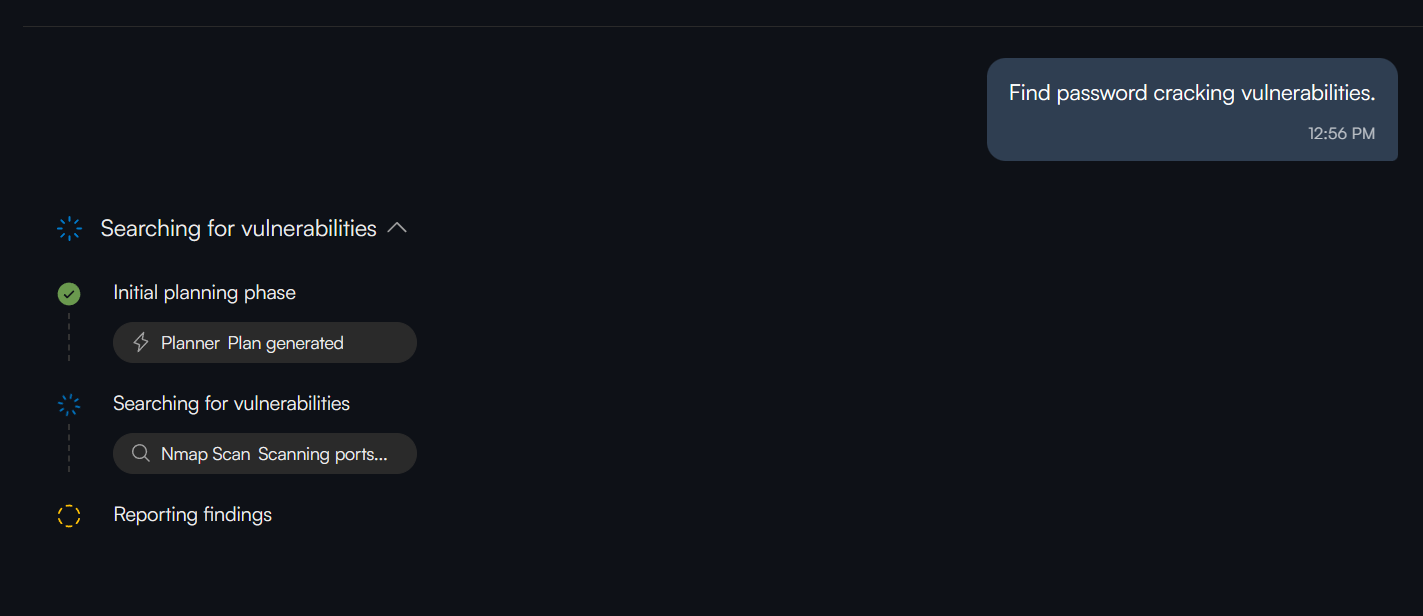 Find password cracking vulnerabilities.
12:56 PM
Searching for vulnerabilities
Initial planning phase
Planner Plan generated
Searching for vulnerabilities
Nmap Scan Scanning ports...
Reporting findings